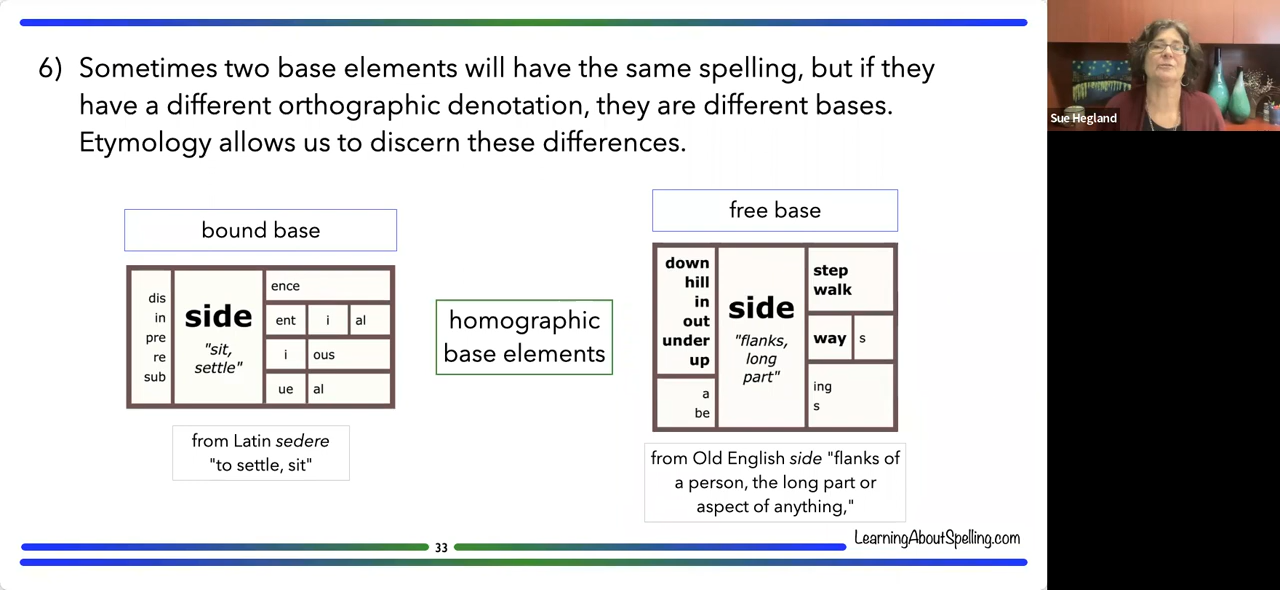 6) Sometimes two base elements will have the same spelling, but if they
have a different orthographic denotation, they are different bases.
Etymology allows us to discern these differences.
bound base
dis
in
pre
re
sub
side
"sit,
settle"
ence
ent i al
i ous
ue al
from Latin sedere
"to settle, sit"
homographic
base elements
free base
down
hill
in
out
under
up
a
be
side
"flanks,
long
part"
step
walk
way s
ing
s
from Old English side "flanks of
a person, the long part or
aspect of anything,"
33
LearningAboutSpelling.com
Sue Hegland